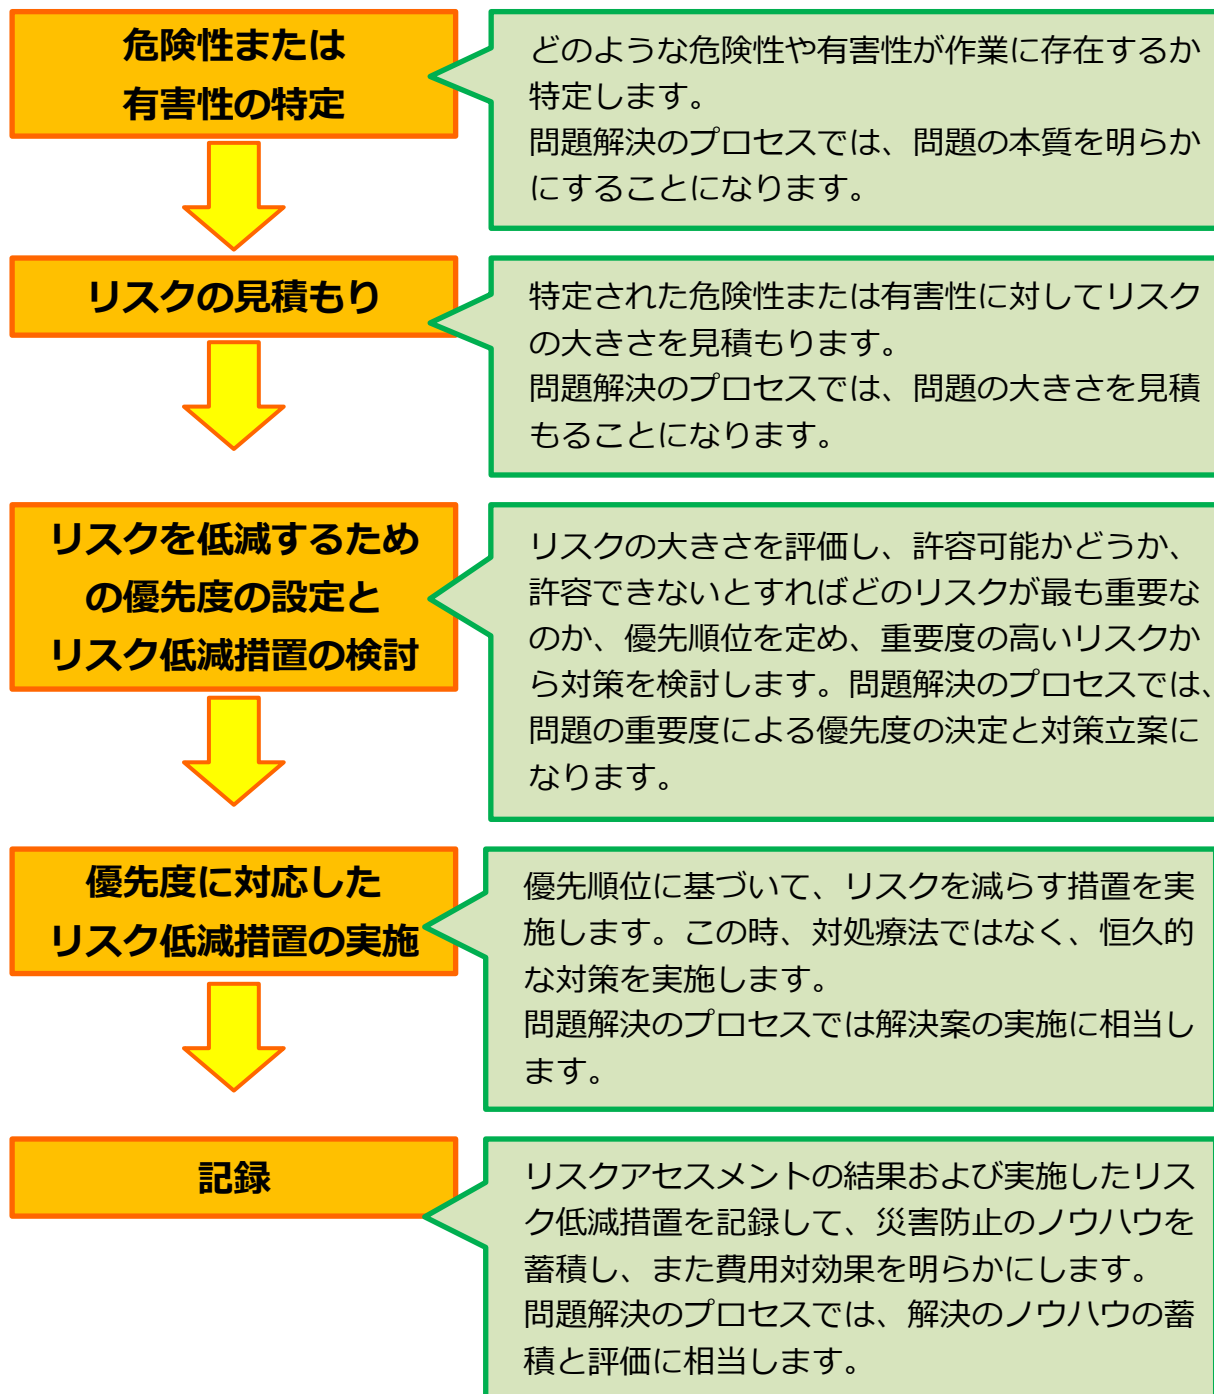 危険性または
有害性の特定
どのような危険性や有害性が作業に存在するか
特定します。
問題解決のプロセスでは、問題の本質を明らか
にすることになります。
リスクの見積もり
特定された危険性または有害性に対してリスク
の大きさを見積もります。
問題解決のプロセスでは、問題の大きさを見積
もることになります。
リスクを低減するため
の優先度の設定と
リスク低減措置の検討
リスクの大きさを評価し、許容可能かどうか、
許容できないとすればどのリスクが最も重要な
のか、優先順位を定め、重要度の高いリスクか
ら対策を検討します。問題解決のプロセスでは、
問題の重要度による優先度の決定と対策立案に
なります。
優先度に対応した
リスク低減措置の実施
優先順位に基づいて、リスクを減らす措置を実
施します。この時、対処療法ではなく、恒久的
な対策を実施します。
問題解決のプロセスでは解決案の実施に相当し
ます。
記録
リスクアセスメントの結果および実施したリス
ク低減措置を記録して、災害防止のノウハウを
蓄積し、また費用対効果を明らかにします。
問題解決のプロセスでは、解決のノウハウの蓄
積と評価に相当します。